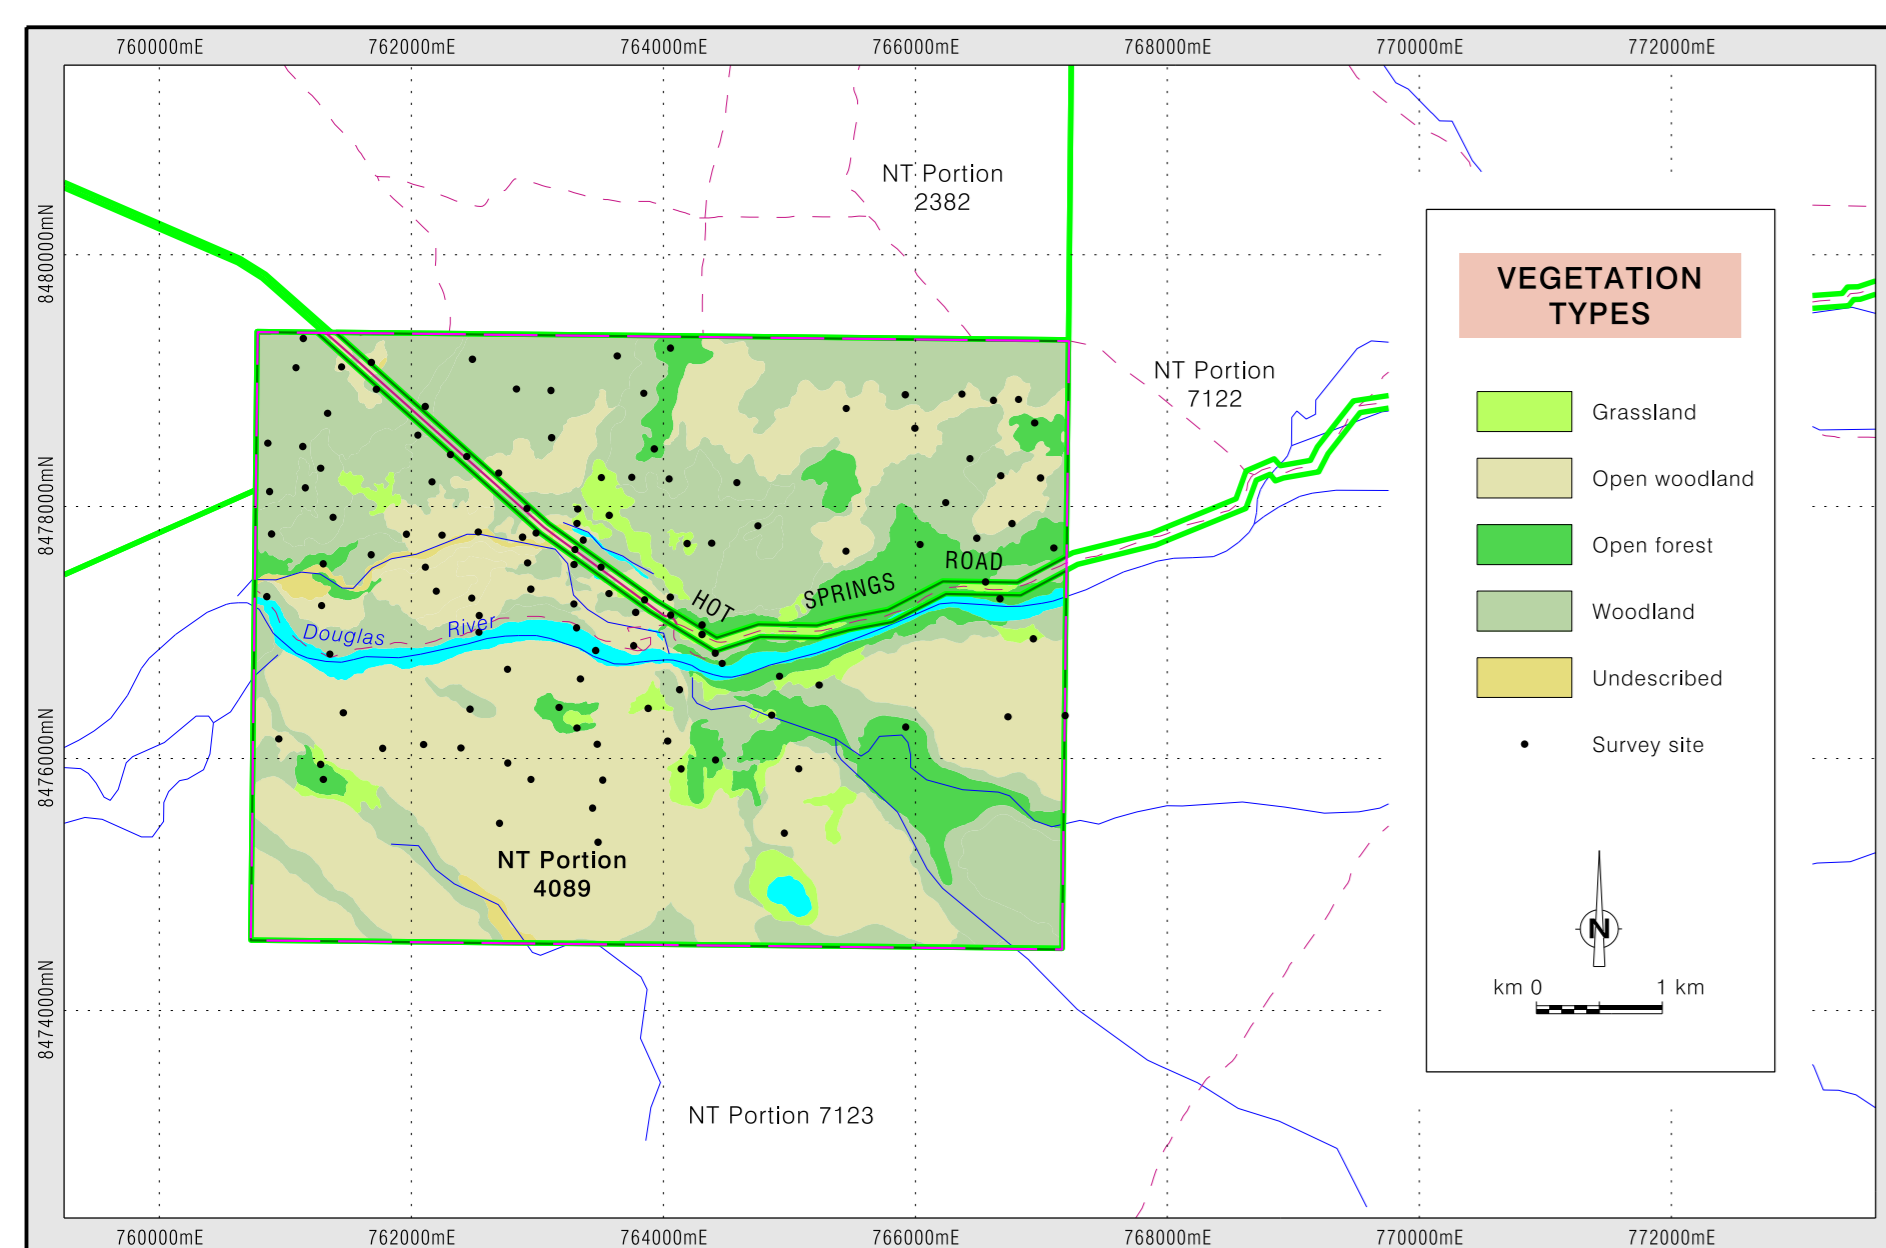 760000mE 762000mE 764000mE 766000mE 768000mE 770000mE 772000mE
8480000mN
8478000mN
8476000mN
8474000mN
NT Portion
2382
NT Portion
7122
HOT SPRINGS ROAD
Douglas River
NT Portion
4089
NT Portion 7123
VEGETATION
TYPES
Grassland
Open woodland
Open forest
Woodland
Undescribed
Survey site
N
km 0 1 km
760000mE 762000mE 764000mE 766000mE 768000mE 770000mE 772000mE